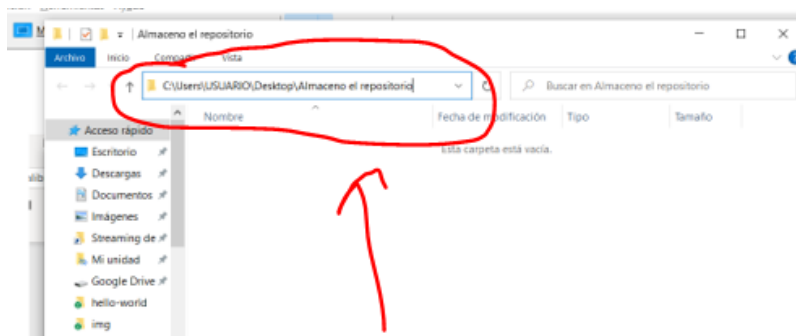 Almaceno el repositorio
Archivo Inicio Compartir Vista
C:\Users\USUARIO\Desktop\Almaceno el repositorio
Buscar en Almaceno el repositorio
Nombre Fecha de modificación Tipo Tamaño
Acceso rápido
Esta carpeta está vacía.
Escritorio
Descargas
Documentos
Imágenes
Streaming de
Mi unidad
Google Drive
hello-world
img